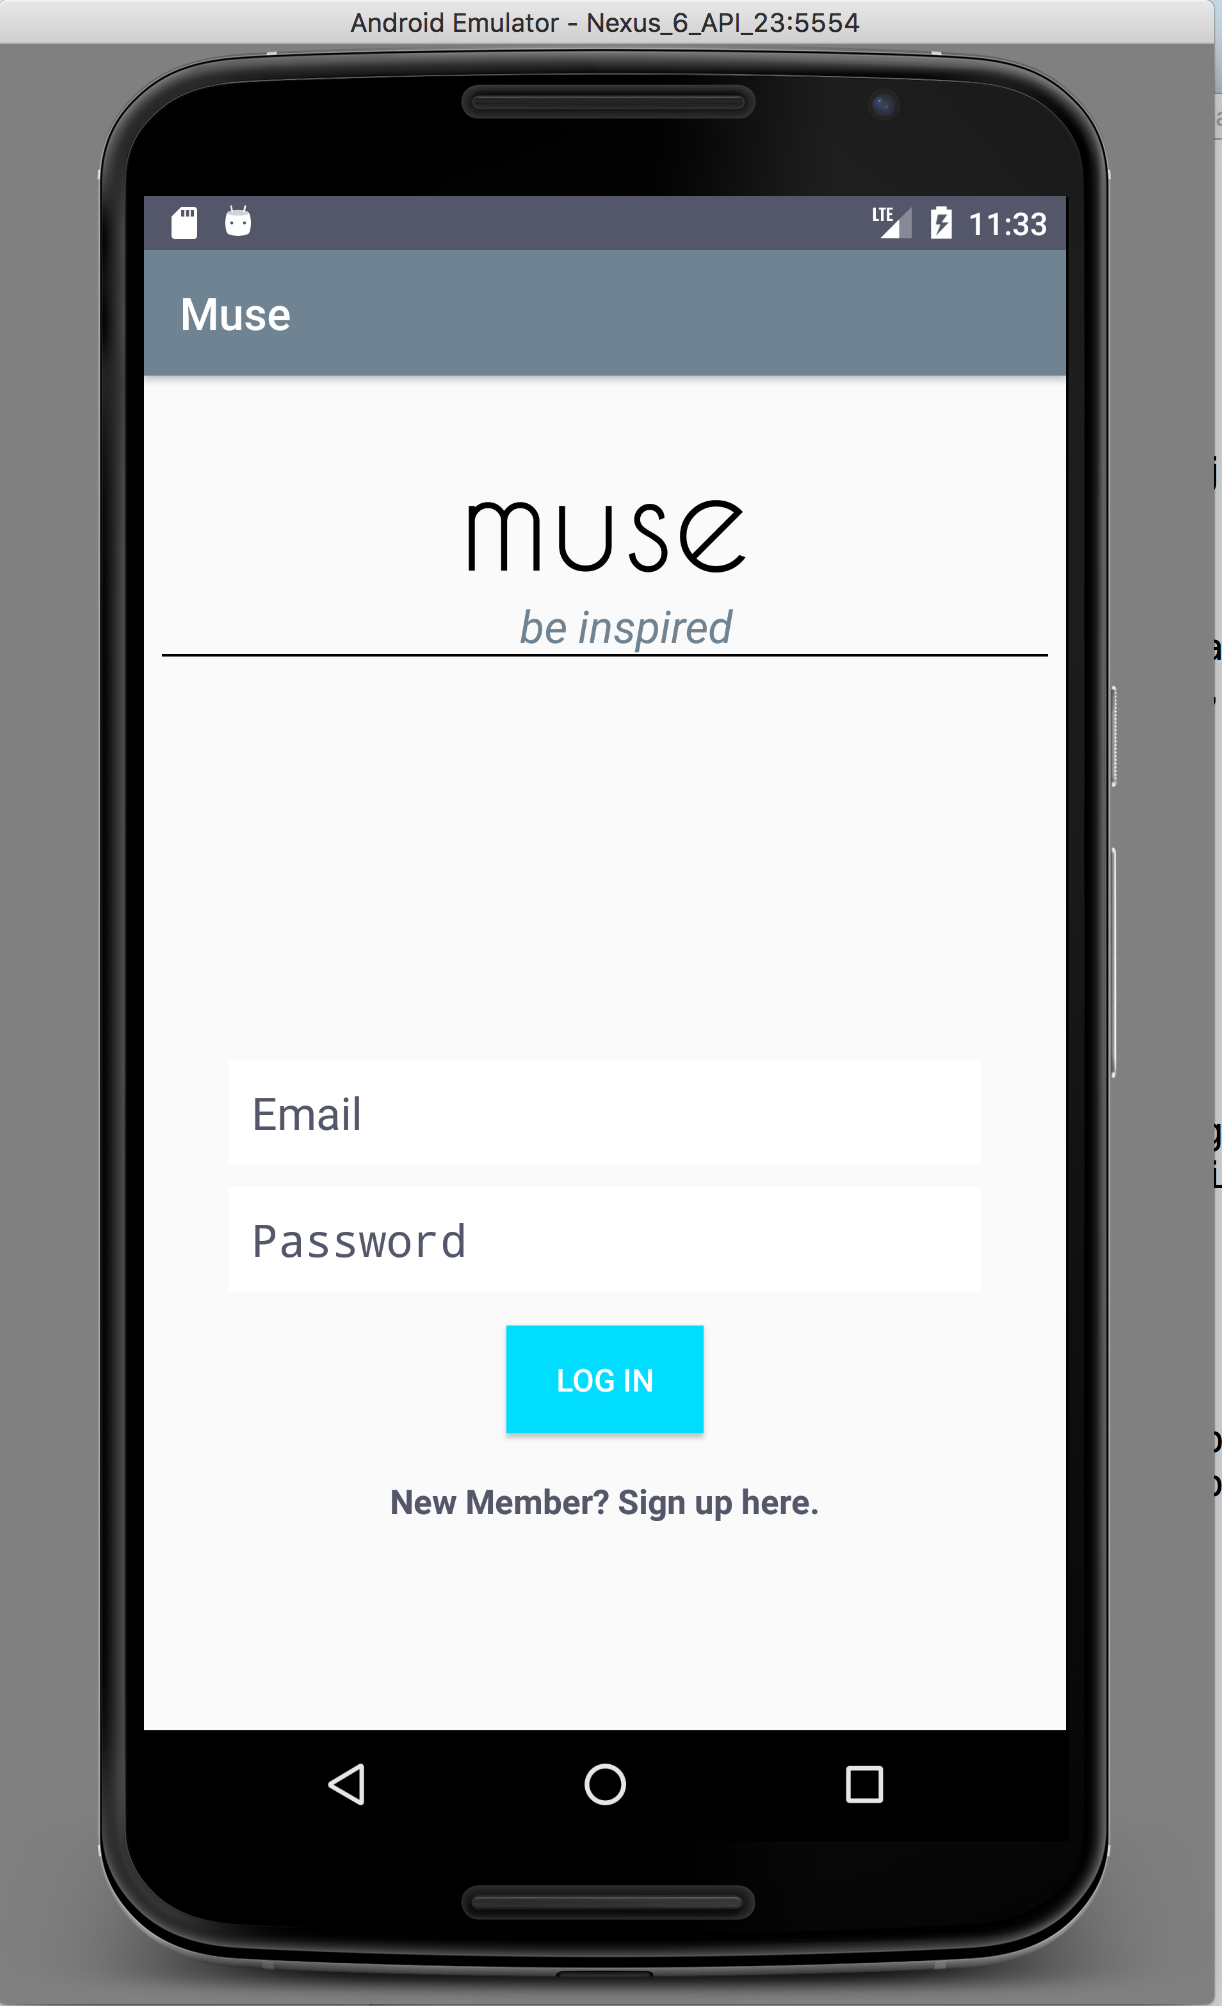 Android Emulator - Nexus_6_API_23:5554
LTE 11:33
Muse
muse
be inspired
Email
Password
LOG IN
New Member? Sign up here.